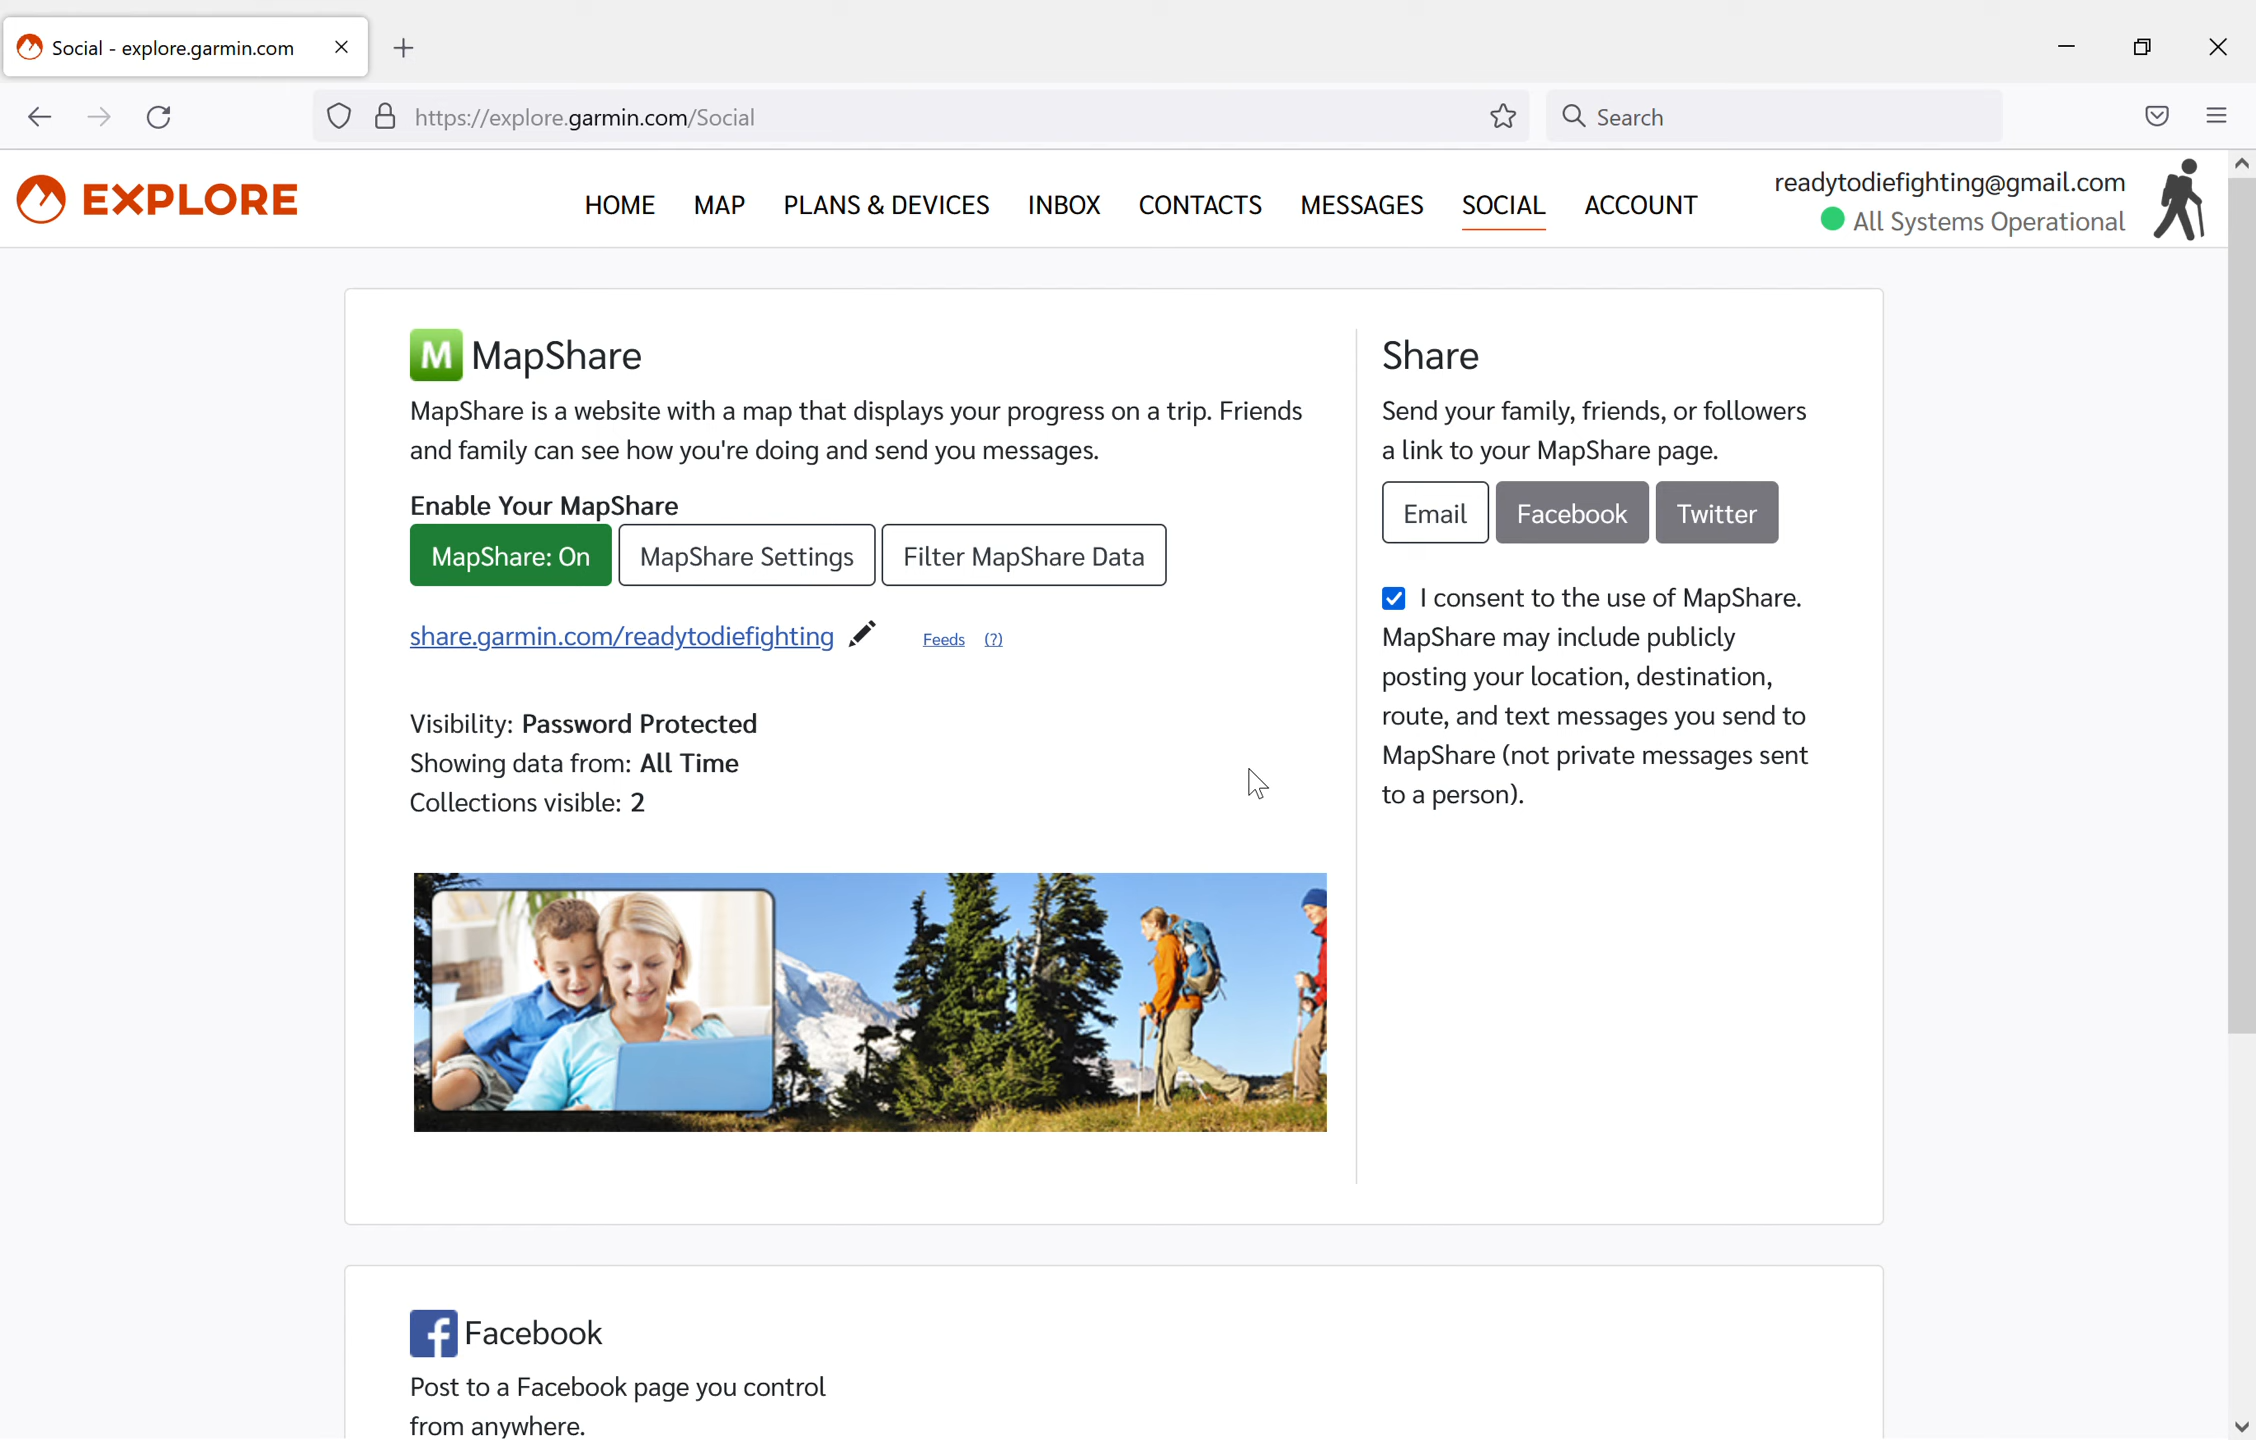 Social - explore.garmin.com
https://explore.garmin.com/Social
Search
EXPLORE
HOME MAP PLANS & DEVICES INBOX CONTACTS MESSAGES SOCIAL ACCOUNT
readytodiefighting@gmail.com
All Systems Operational
M MapShare
MapShare is a website with a map that displays your progress on a trip. Friends
and family can see how you're doing and send you messages.
Enable Your MapShare
MapShare: On MapShare Settings Filter MapShare Data
share.garmin.com/readytodiefighting Feeds (?)
Visibility: Password Protected
Showing data from: All Time
Collections visible: 2
Share
Send your family, friends, or followers
a link to your MapShare page.
Email Facebook Twitter
I consent to the use of MapShare.
MapShare may include publicly
posting your location, destination,
route, and text messages you send to
MapShare (not private messages sent
to a person).
f Facebook
Post to a Facebook page you control
from anywhere.